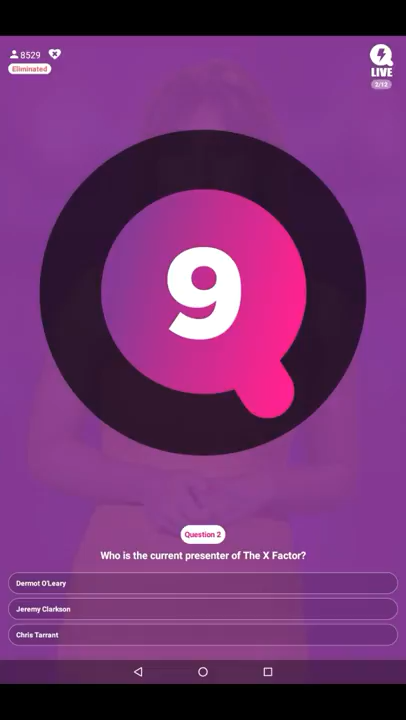 8529
Eliminated
LIVE
2/12
9
Question 2
Who is the current presenter of The X Factor?
Dermot O'Leary
Jeremy Clarkson
Chris Tarrant